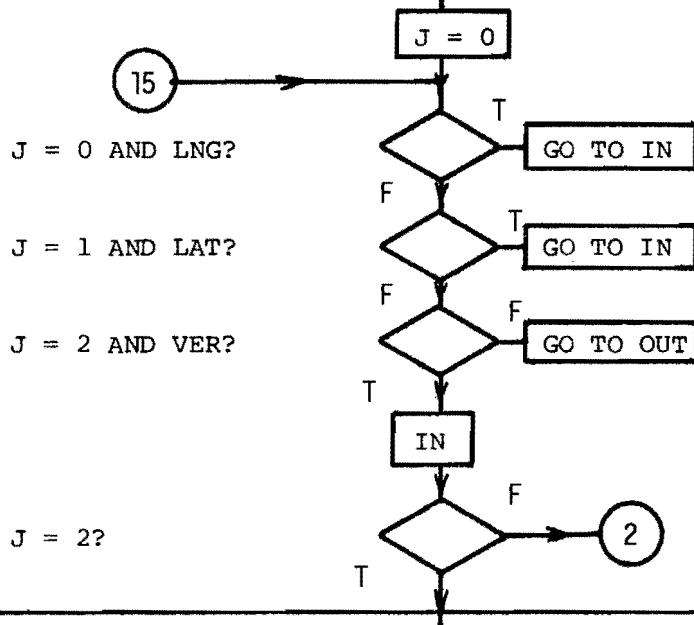 J = 0
15
T
J = 0 AND LNG?
GO TO IN
F
T
J = 1 AND LAT?
GO TO IN
F
F
J = 2 AND VER?
GO TO OUT
T
IN
F
J = 2?
2
T